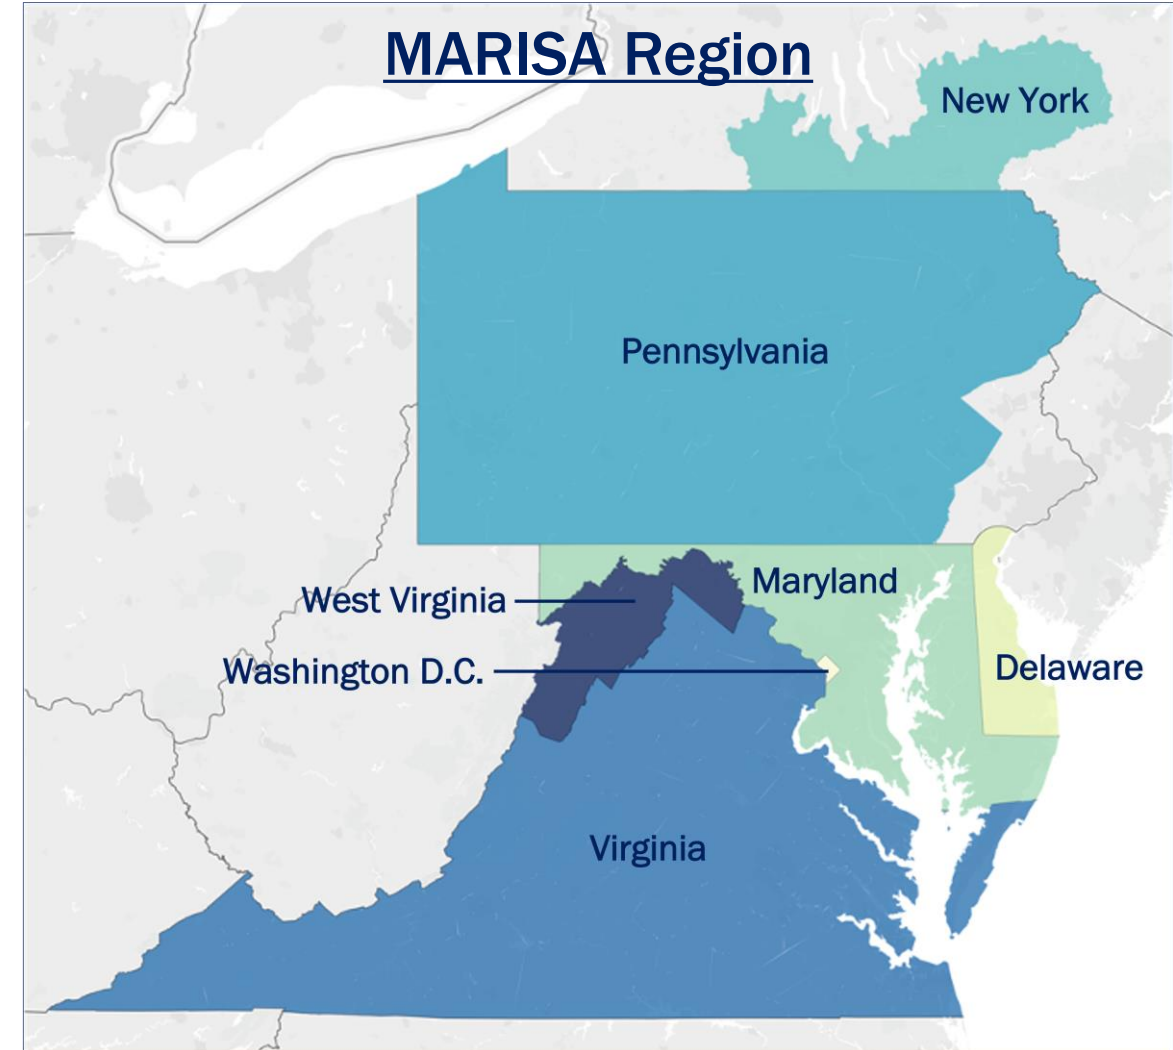 MARISA Region
New York
Pennsylvania
Maryland
West Virginia
Washington D.C.
Delaware
Virginia